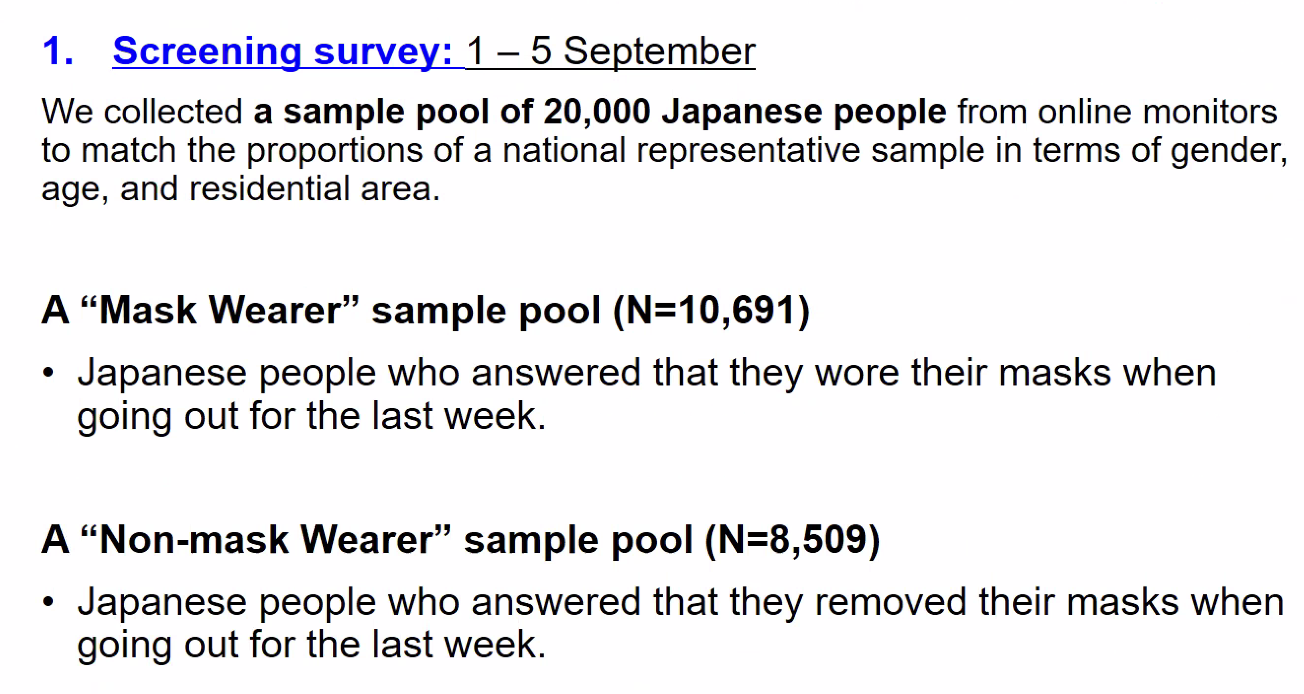 1. Screening survey: 1 – 5 September
We collected a sample pool of 20,000 Japanese people from online monitors
to match the proportions of a national representative sample in terms of gender,
age, and residential area.
A “Mask Wearer” sample pool (N=10,691)
• Japanese people who answered that they wore their masks when
going out for the last week.
A “Non-mask Wearer” sample pool (N=8,509)
• Japanese people who answered that they removed their masks when
going out for the last week.